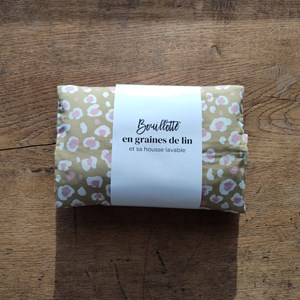 Bouillotte
en graines de lin
et sa housse lavable